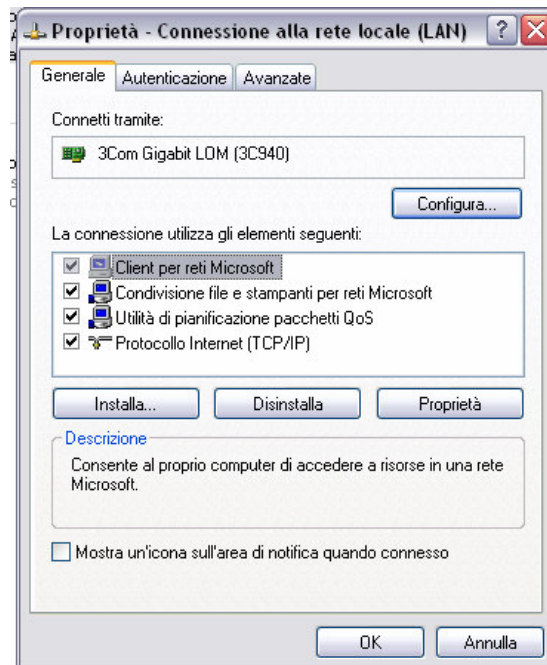 Proprietà - Connessione alla rete locale (LAN)
Generale Autenticazione Avanzate
Connetti tramite:
3Com Gigabit LOM (3C940)
Configura...
La connessione utilizza gli elementi seguenti:
Client per reti Microsoft
Condivisione file e stampanti per reti Microsoft
Utilità di pianificazione pacchetti QoS
Protocollo Internet (TCP/IP)
Installa... Disinstalla Proprietà
Descrizione
Consente al proprio computer di accedere a risorse in una rete
Microsoft.
Mostra un'icona sull'area di notifica quando connesso
OK Annulla